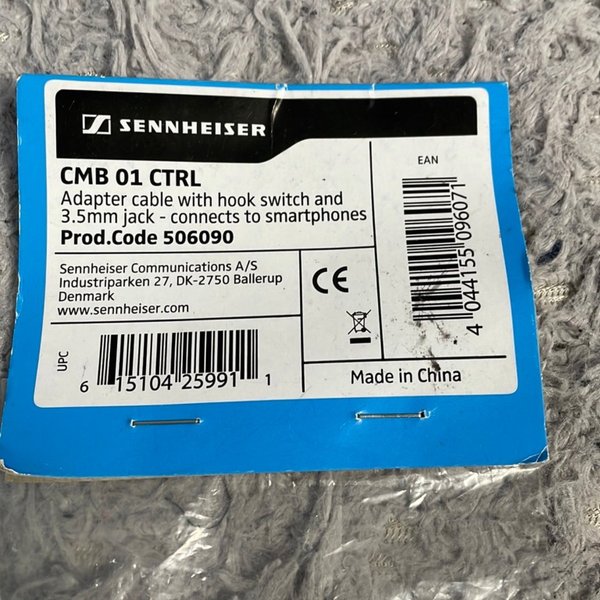 SENNHEISER
CMB 01 CTRL
Adapter cable with hook switch and
3.5mm jack - connects to smartphones
Prod.Code 506090
Sennheiser Communications A/S
Industriparken 27, DK-2750 Ballerup
Denmark
www.sennheiser.com
UPC
6 15104 25991 1
CE
EAN
4 044155 096071
Made in China